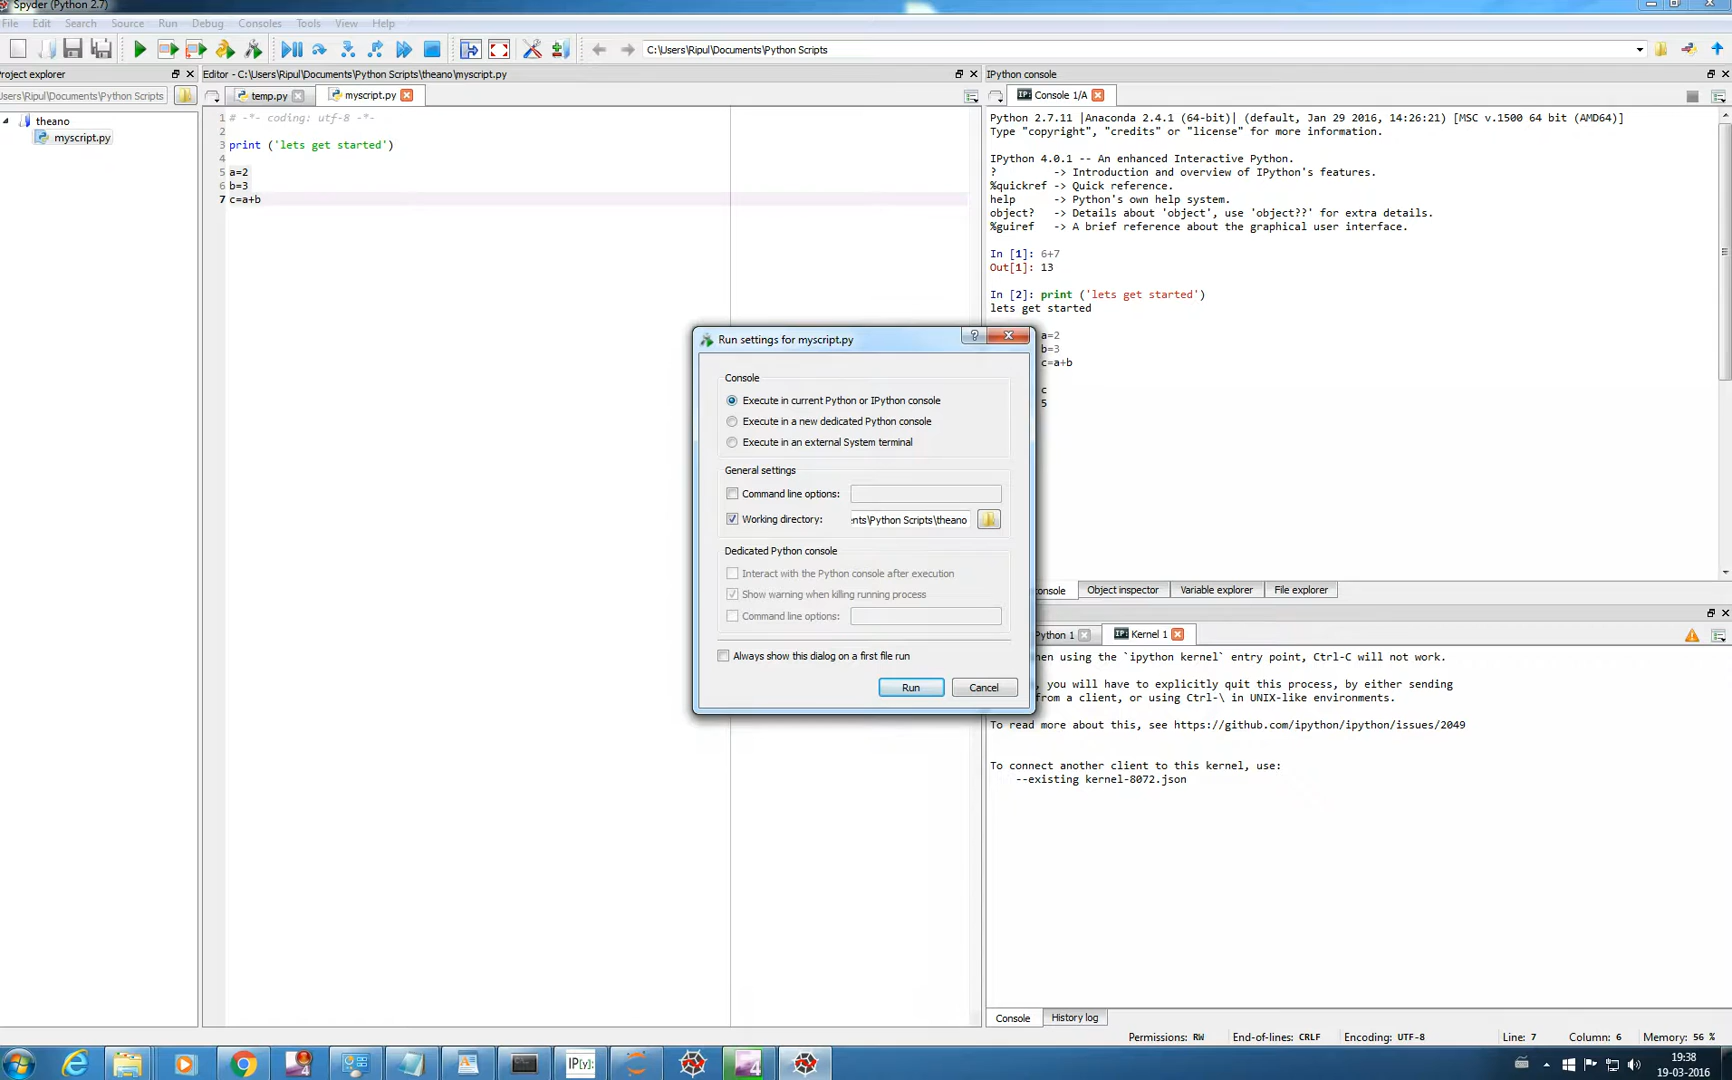 Spyder (Python 2.7)
File Edit Search Source Run Debug Consoles Tools View Help
C:\Users\Ripul\Documents\Python Scripts
Project explorer
Editor - C:\Users\Ripul\Documents\Python Scripts\theano\myscript.py
IPython console
sers\Ripul\Documents\Python Scripts
temp.py
myscript.py
IP: Console 1/A
theano
myscript.py
1 # -*- coding: utf-8 -*-
2
3 print ('lets get started')
4
5 a=2
6 b=3
7 c=a+b
Python 2.7.11 |Anaconda 2.4.1 (64-bit)| (default, Jan 29 2016, 14:26:21) [MSC v.1500 64 bit (AMD64)]
Type "copyright", "credits" or "license" for more information.
IPython 4.0.1 -- An enhanced Interactive Python.
? -> Introduction and overview of IPython's features.
%quickref -> Quick reference.
help -> Python's own help system.
object? -> Details about 'object', use 'object??' for extra details.
%guiref -> A brief reference about the graphical user interface.
In [1]: 6+7
Out[1]: 13
In [2]: print ('lets get started')
lets get started
a=2
b=3
c=a+b
c
5
Run settings for myscript.py
?
Console
Execute in current Python or IPython console
Execute in a new dedicated Python console
Execute in an external System terminal
General settings
Command line options:
Working directory: nts\Python Scripts\theano
Dedicated Python console
Interact with the Python console after execution
Show warning when killing running process
Command line options:
Always show this dialog on a first file run
Run Cancel
onsole Object inspector Variable explorer File explorer
ython 1
IP: Kernel 1
hen using the `ipython kernel` entry point, Ctrl-C will not work.
, you will have to explicitly quit this process, by either sending
from a client, or using Ctrl-\ in UNIX-like environments.
To read more about this, see https://github.com/ipython/ipython/issues/2049
To connect another client to this kernel, use:
--existing kernel-8072.json
Console History log
Permissions: RW End-of-lines: CRLF Encoding: UTF-8 Line: 7 Column: 6 Memory: 56 %
4
IP[y]:
4
19:38
19-03-2016